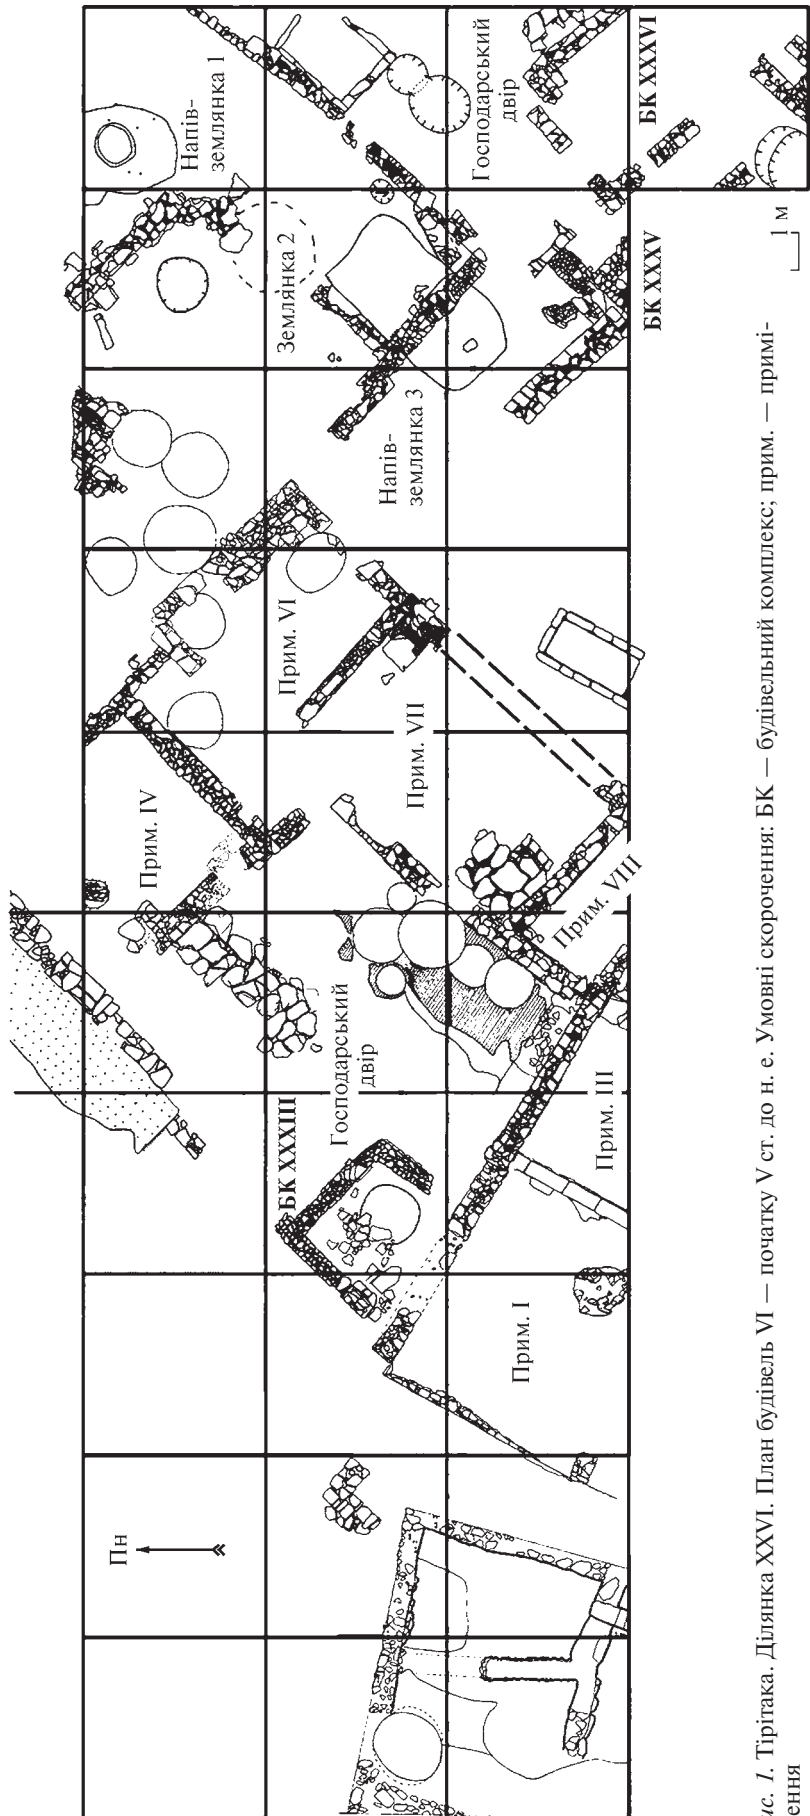 Пн
Прим. IV
Напів-
землянка 1
Прим. VI
Землянка 2
БК XXXIII
Господарський
двір
Прим. VII
Напів-
землянка 3
Господарський
двір
Прим. I
Прим. III
Прим. VIII
БК XXXV
БК XXXVI
1 м
ис. 1. Тірітака. Ділянка XXVI. План будівель VI — початку V ст. до н. е. Умовні скорочення: БК — будівельний комплекс; прим. — примі-
ення